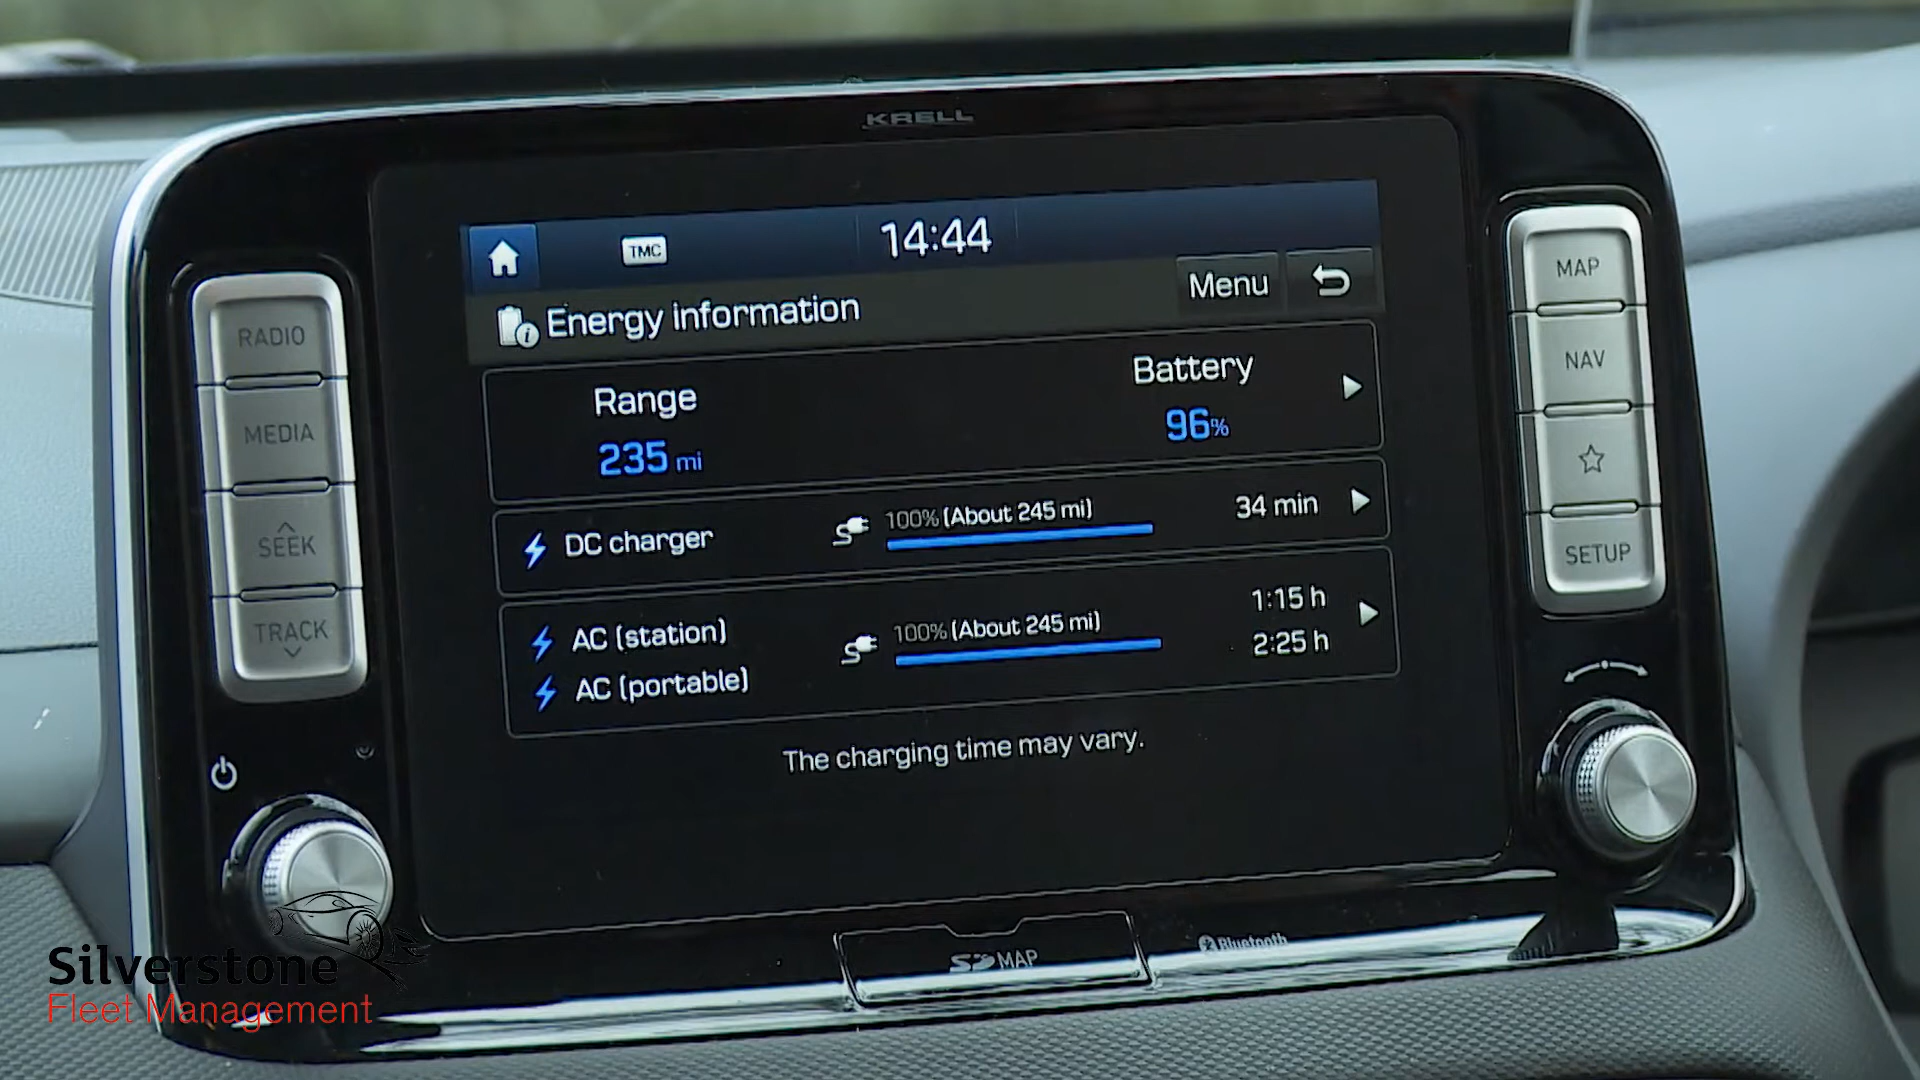 KRELL
TMC
14:44
Energy information
Menu
Range
Battery
235 mi
96%
DC charger
100% (About 245 mi)
34 min
AC (station)
AC (portable)
100% (About 245 mi)
1:15 h
2:25 h
The charging time may vary.
RADIO
MEDIA
SEEK
TRACK
MAP
NAV
SETUP
SD MAP
Bluetooth
Silverstone
Fleet Management